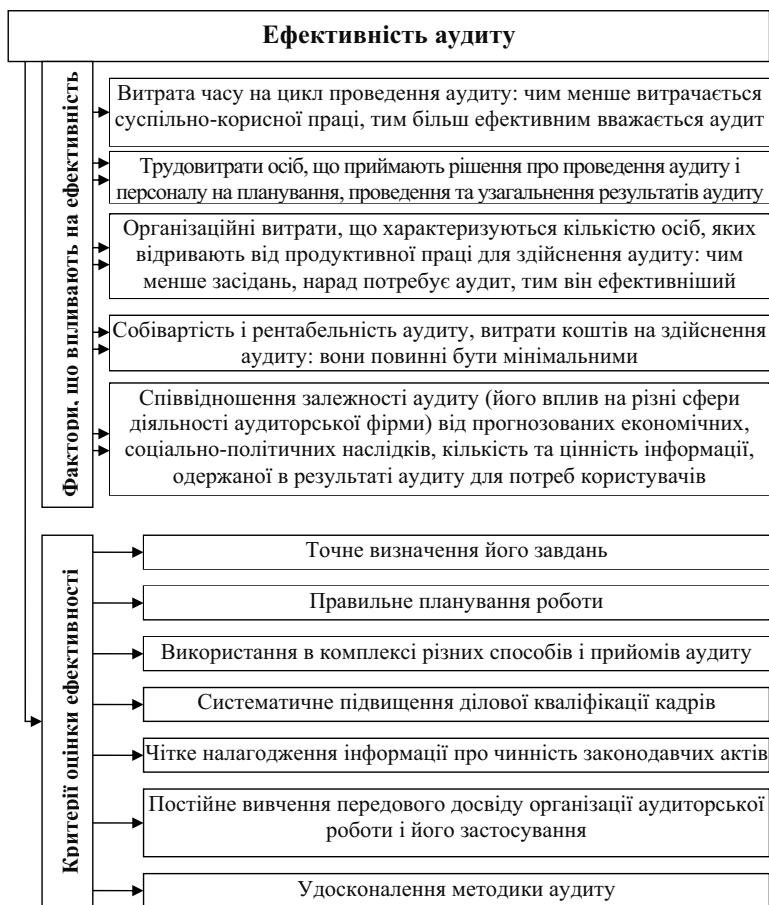 Ефективність аудиту
Фактори, що впливають на ефективність
Витрата часу на цикл проведення аудиту: чим менше витрачається
суспільно-корисної праці, тим більш ефективним вважається аудит
Трудовитрати осіб, що приймають рішення про проведення аудиту і
персоналу на планування, проведення та узагальнення результатів аудиту
Організаційні витрати, що характеризуються кількістю осіб, яких
відривають від продуктивної праці для здійснення аудиту: чим
менше засідань, нарад потребує аудит, тим він ефективніший
Собівартість і рентабельність аудиту, витрати коштів на здійснення
аудиту: вони повинні бути мінімальними
Співвідношення залежності аудиту (його вплив на різні сфери
діяльності аудиторської фірми) від прогнозованих економічних,
соціально-політичних наслідків, кількість та цінність інформації,
одержаної в результаті аудиту для потреб користувачів
Критерії оцінки ефективності
Точне визначення його завдань
Правильне планування роботи
Використання в комплексі різних способів і прийомів аудиту
Систематичне підвищення ділової кваліфікації кадрів
Чітке налагодження інформації про чинність законодавчих актів
Постійне вивчення передового досвіду організації аудиторської
роботи і його застосування
Удосконалення методики аудиту